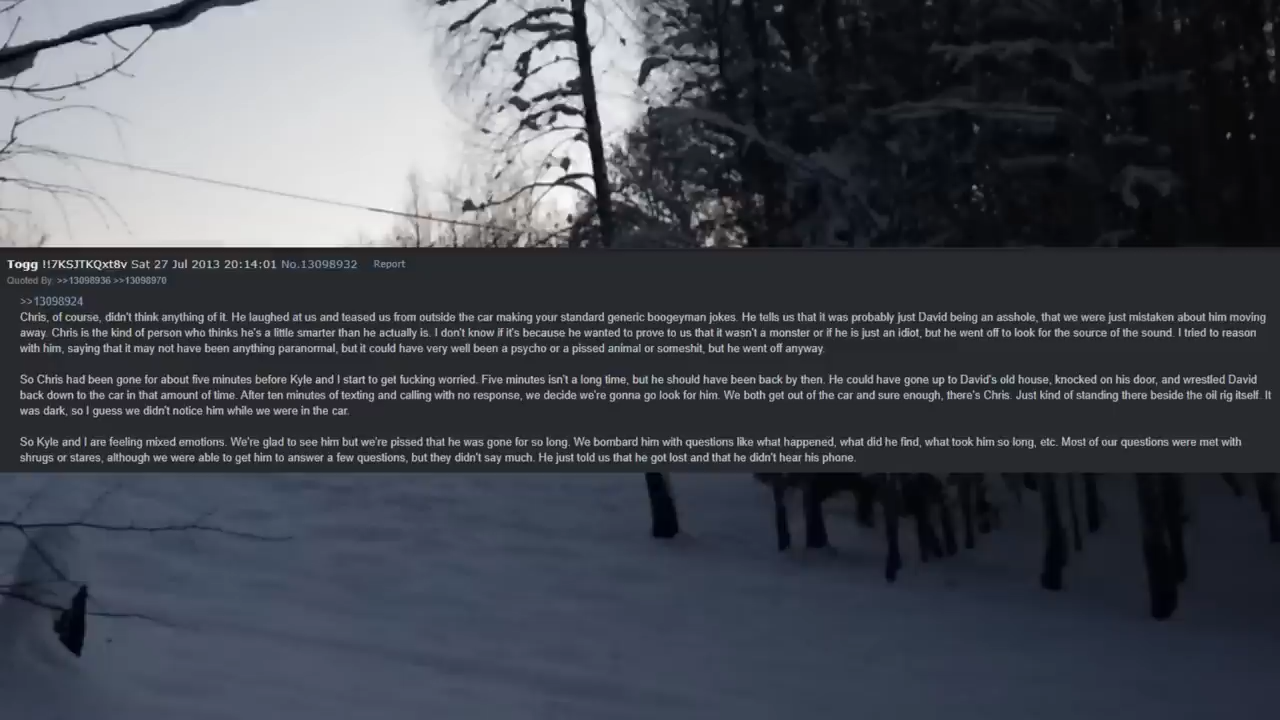 Togg !!7KSJTKQxt8v Sat 27 Jul 2013 20:14:01 No.13098932 Report
Quoted By: >>13098936 >>13098970
>>13098924
Chris, of course, didn't think anything of it. He laughed at us and teased us from outside the car making your standard generic boogeyman jokes. He tells us that it was probably just David being an asshole, that we were just mistaken about him moving
away. Chris is the kind of person who thinks he's a little smarter than he actually is. I don't know if it's because he wanted to prove to us that it wasn't a monster or if he is just an idiot, but he went off to look for the source of the sound. I tried to reason
with him, saying that it may not have been anything paranormal, but it could have very well been a psycho or a pissed animal or someshit, but he went off anyway.
So Chris had been gone for about five minutes before Kyle and I start to get fucking worried. Five minutes isn't a long time, but he should have been back by then. He could have gone up to David's old house, knocked on his door, and wrestled David
back down to the car in that amount of time. After ten minutes of texting and calling with no response, we decide we're gonna go look for him. We both get out of the car and sure enough, there's Chris. Just kind of standing there beside the oil rig itself. It
was dark, so I guess we didn't notice him while we were in the car.
So Kyle and I are feeling mixed emotions. We're glad to see him but we're pissed that he was gone for so long. We bombard him with questions like what happened, what did he find, what took him so long, etc. Most of our questions were met with
shrugs or stares, although we were able to get him to answer a few questions, but they didn't say much. He just told us that he got lost and that he didn't hear his phone.